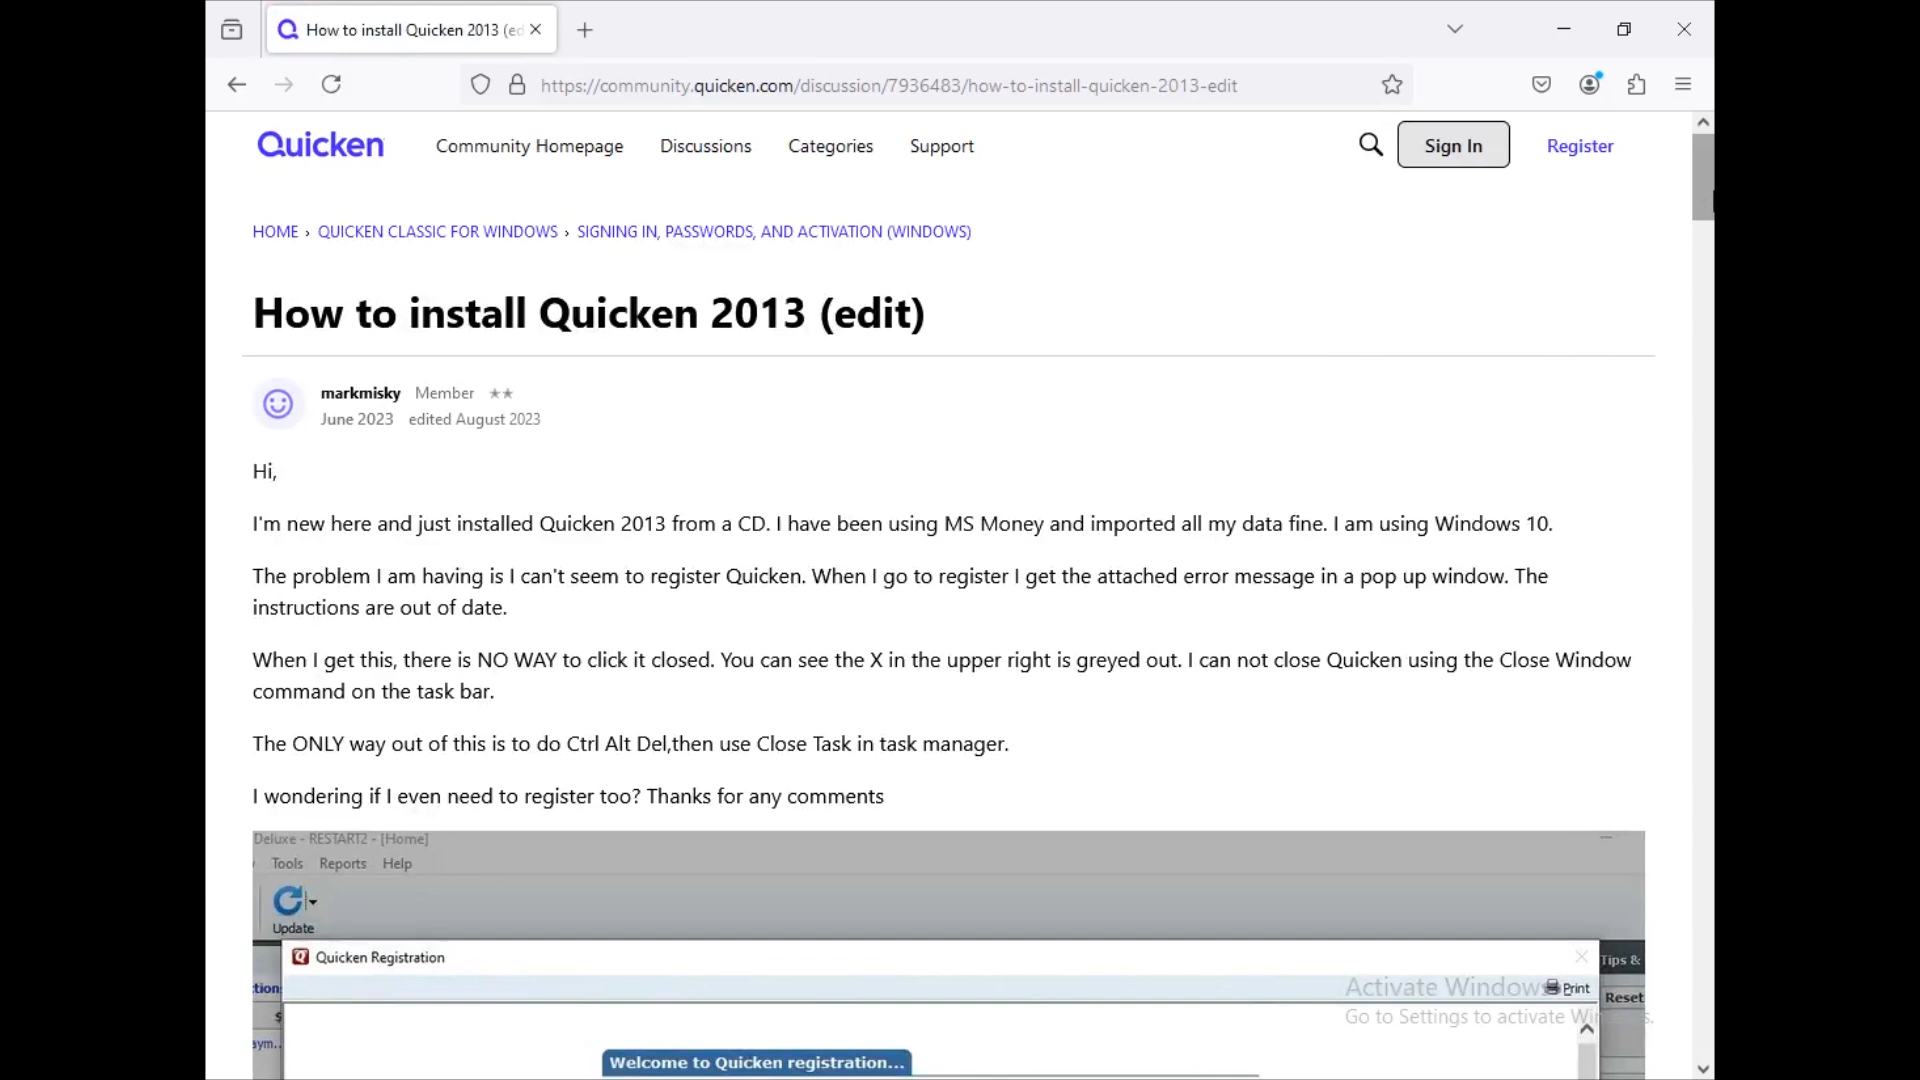 How to install Quicken 2013 (ed
https://community.quicken.com/discussion/7936483/how-to-install-quicken-2013-edit
Quicken
Community Homepage
Discussions
Categories
Support
Sign In
Register
HOME › QUICKEN CLASSIC FOR WINDOWS › SIGNING IN, PASSWORDS, AND ACTIVATION (WINDOWS)
How to install Quicken 2013 (edit)
markmisky Member ★★
June 2023 edited August 2023
Hi,
I'm new here and just installed Quicken 2013 from a CD. I have been using MS Money and imported all my data fine. I am using Windows 10.
The problem I am having is I can't seem to register Quicken. When I go to register I get the attached error message in a pop up window. The
instructions are out of date.
When I get this, there is NO WAY to click it closed. You can see the X in the upper right is greyed out. I can not close Quicken using the Close Window
command on the task bar.
The ONLY way out of this is to do Ctrl Alt Del,then use Close Task in task manager.
I wondering if I even need to register too? Thanks for any comments
Deluxe - RESTART2 - [Home]
Tools Reports Help
Update
Quicken Registration
Tips &
tion
Print
Reset
Activate Windows
Go to Settings to activate Windows.
$
aym..
Welcome to Quicken registration...